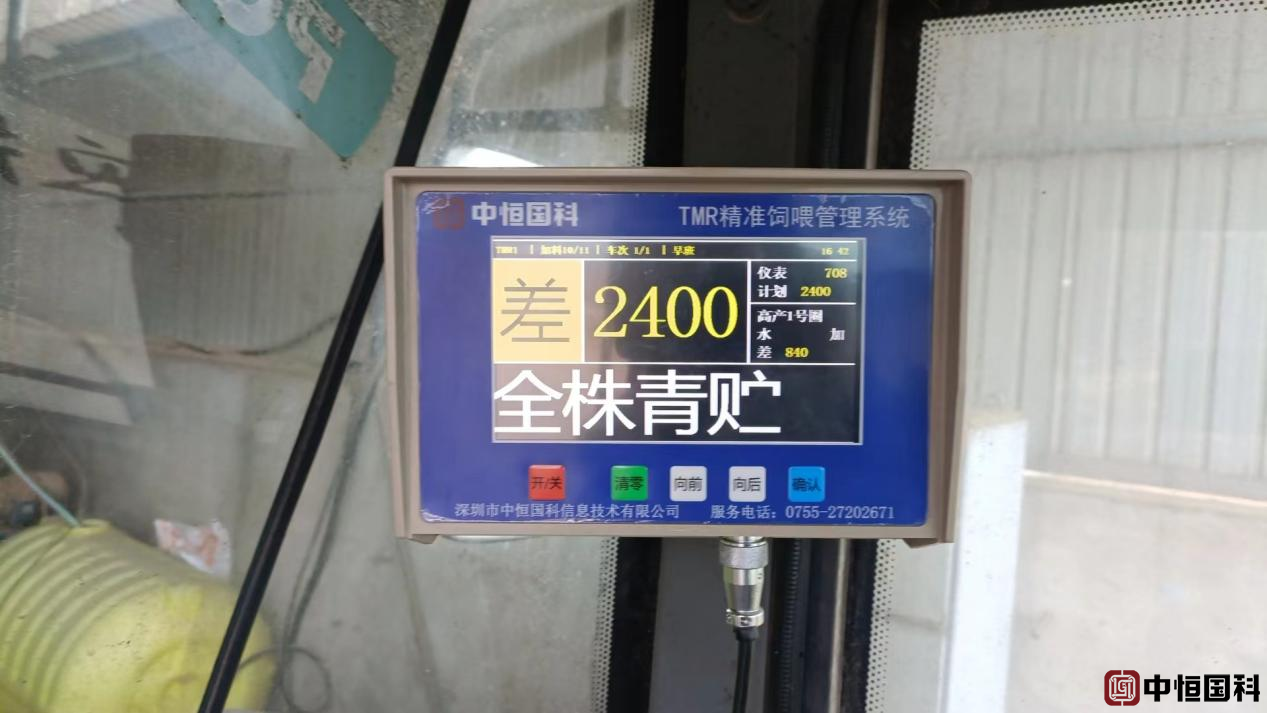 中恒国科 TMR精准饲喂管理系统
TMR1 | 加料10/11 | 车次 1/1 | 早班 16 42
差 2400
仪表 708
计划 2400
高产1号圈
水 加
差 840
全株青贮
开/关 清零 向前 向后 确认
深圳市中恒国科信息技术有限公司 服务电话：0755-27202671
中恒国科